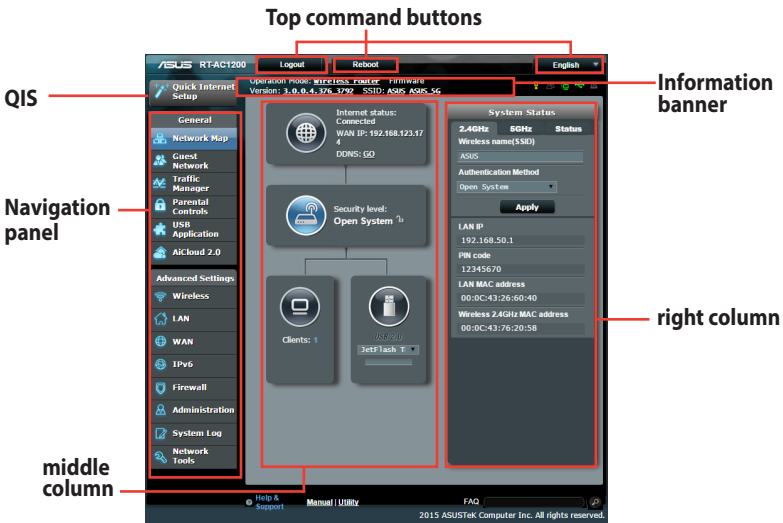 Top command buttons
ASUS RT-AC1200
Logout
Reboot
English
QIS
Quick Internet
Setup
Operation Mode: Wireless router Firmware
Version: 3.0.0.4.376_3792 SSID: ASUS ASUS_5G
Information
banner
Navigation
panel
General
Network Map
Guest
Network
Traffic
Manager
Parental
Controls
USB
Application
AiCloud 2.0
Advanced Settings
Wireless
LAN
WAN
IPv6
Firewall
Administration
System Log
Network
Tools
Internet status:
Connected
WAN IP: 192.168.123.17
4
DDNS: GO
Security level:
Open System
Clients: 1
USB 2.0
JetFlash T
System Status
2.4GHz 5GHz Status
Wireless name(SSID)
ASUS
Authentication Method
Open System
Apply
LAN IP
192.168.50.1
PIN code
12345670
LAN MAC address
00:0C:43:26:60:40
Wireless 2.4GHz MAC address
00:0C:43:76:20:58
right column
middle
column
Help &
Support
Manual | Utility
FAQ
2015 ASUSTeK Computer Inc. All rights reserved.